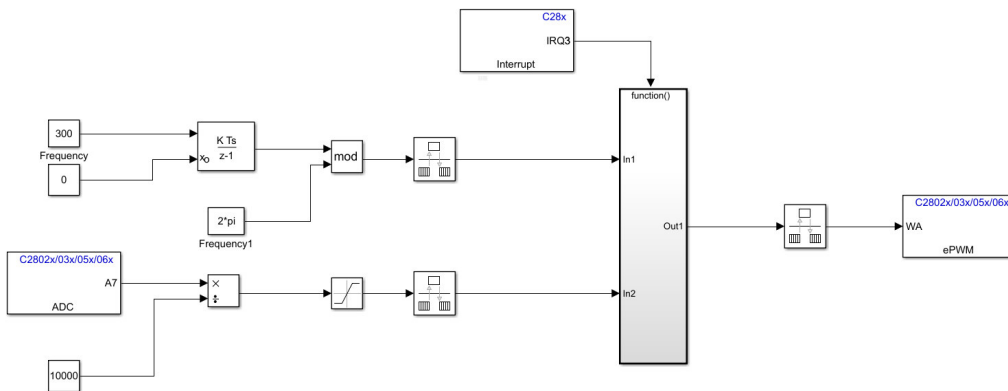 C28x
IRQ3
Interrupt
function()
300
Frequency
0
K Ts
z-1
xo
mod
2*pi
Frequency1
In1
Out1
In2
C2802x/03x/05x/06x
WA
ePWM
C2802x/03x/05x/06x
A7
ADC
×
÷
10000